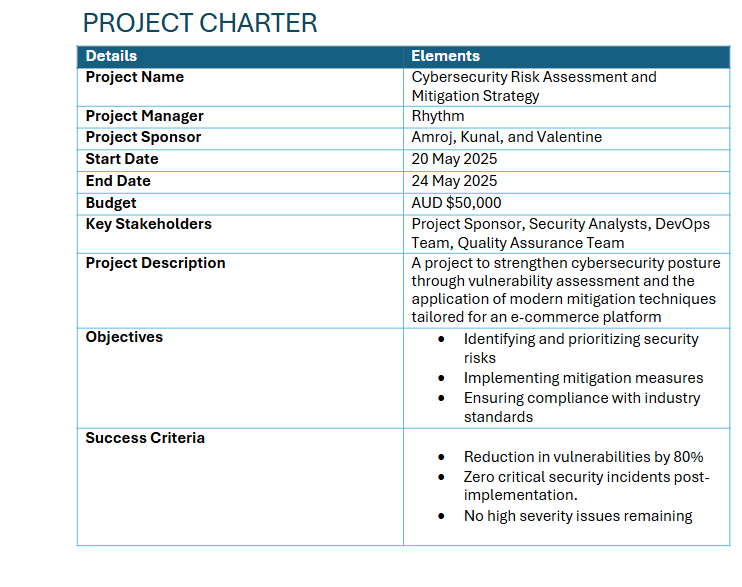 PROJECT CHARTER
Details Elements
Project Name Cybersecurity Risk Assessment and
Mitigation Strategy
Project Manager Rhythm
Project Sponsor Amroj, Kunal, and Valentine
Start Date 20 May 2025
End Date 24 May 2025
Budget AUD $50,000
Key Stakeholders Project Sponsor, Security Analysts, DevOps
Team, Quality Assurance Team
Project Description A project to strengthen cybersecurity posture
through vulnerability assessment and the
application of modern mitigation techniques
tailored for an e-commerce platform
Objectives • Identifying and prioritizing security
risks
• Implementing mitigation measures
• Ensuring compliance with industry
standards
Success Criteria
• Reduction in vulnerabilities by 80%
• Zero critical security incidents post-
implementation.
• No high severity issues remaining